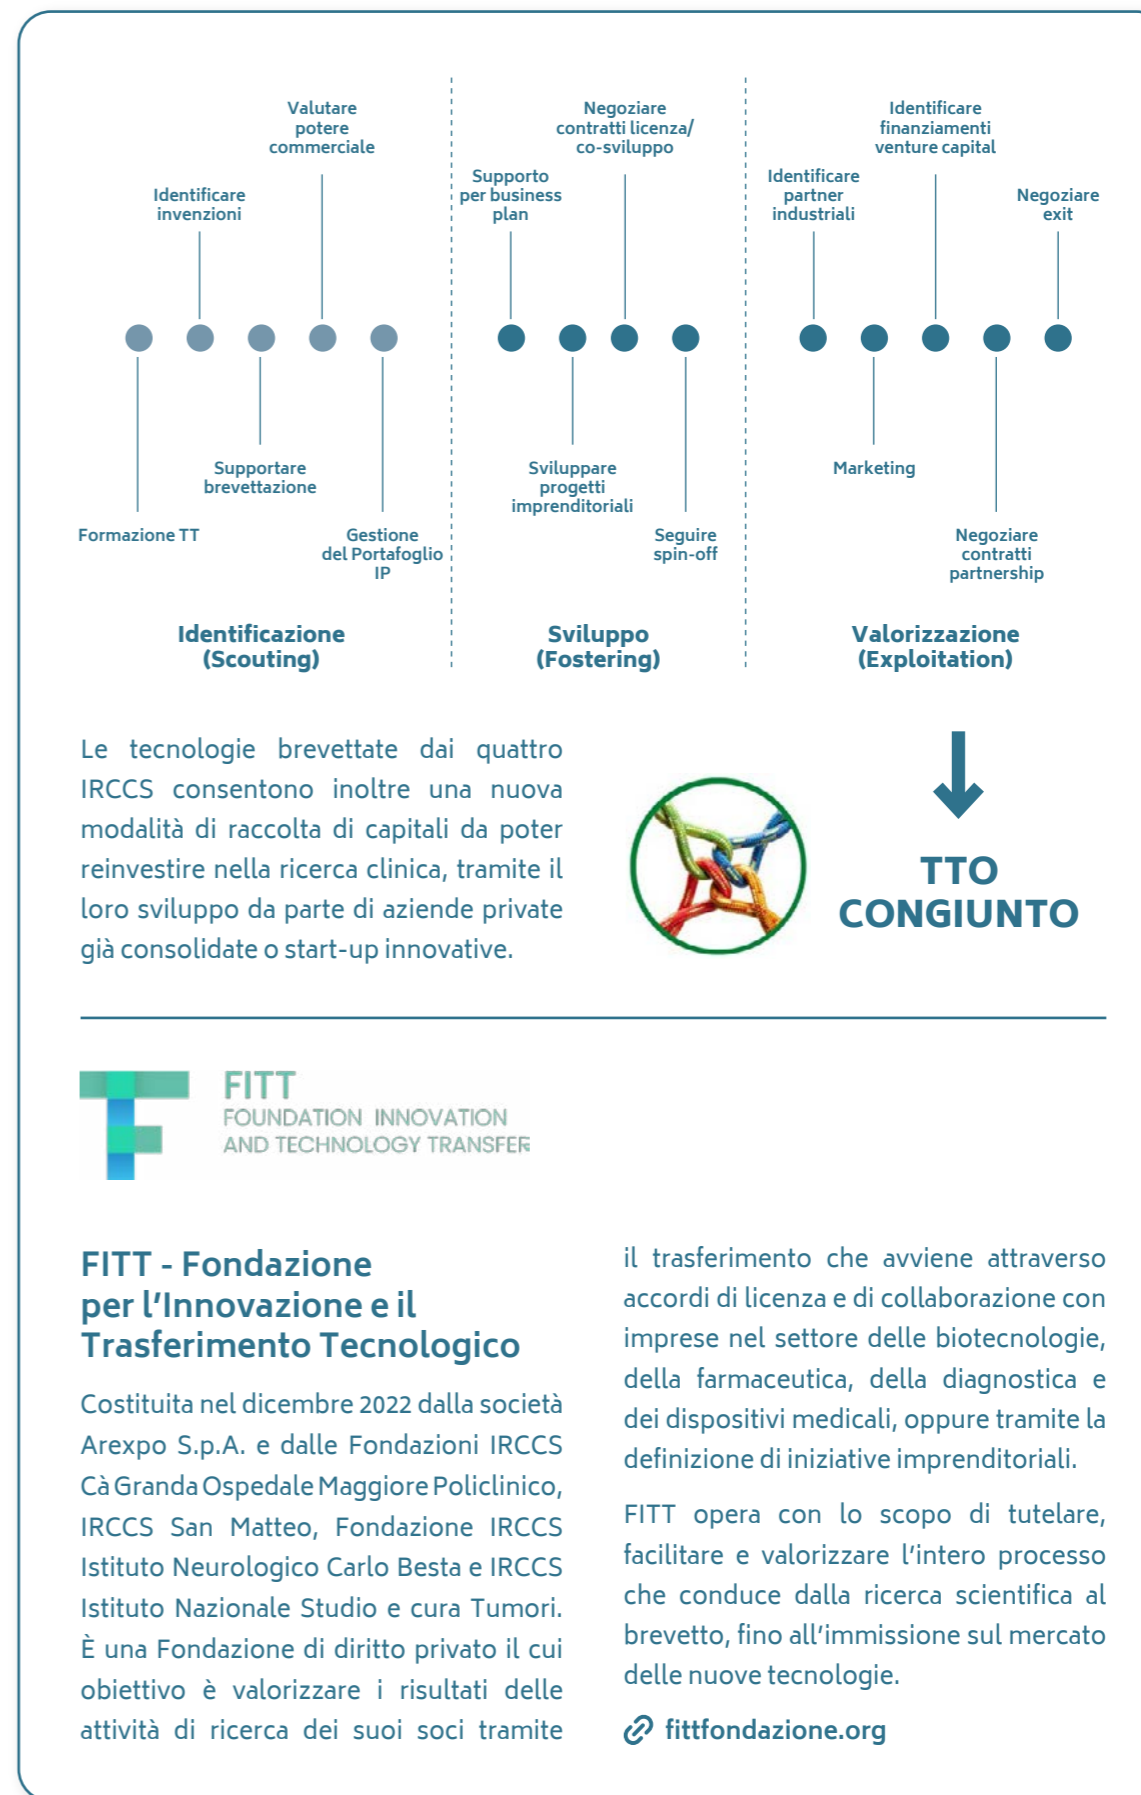 Valutare
potere
commerciale
Identificare
invenzioni
Supportare
brevettazione
Formazione TT
Gestione
del Portafoglio
IP
Identificazione
(Scouting)
Negoziare
contratti licenza/
co-sviluppo
Supporto
per business
plan
Sviluppare
progetti
imprenditoriali
Seguire
spin-off
Sviluppo
(Fostering)
Identificare
finanziamenti
venture capital
Identificare
partner
industriali
Negoziare
exit
Marketing
Negoziare
contratti
partnership
Valorizzazione
(Exploitation)
Le tecnologie brevettate dai quattro
IRCCS consentono inoltre una nuova
modalità di raccolta di capitali da poter
reinvestire nella ricerca clinica, tramite il
loro sviluppo da parte di aziende private
già consolidate o start-up innovative.
TTO
CONGIUNTO
FITT
FOUNDATION INNOVATION
AND TECHNOLOGY TRANSFER
FITT - Fondazione
per l'Innovazione e il
Trasferimento Tecnologico
Costituita nel dicembre 2022 dalla società
Arexpo S.p.A. e dalle Fondazioni IRCCS
Cà Granda Ospedale Maggiore Policlinico,
IRCCS San Matteo, Fondazione IRCCS
Istituto Neurologico Carlo Besta e IRCCS
Istituto Nazionale Studio e cura Tumori.
È una Fondazione di diritto privato il cui
obiettivo è valorizzare i risultati delle
attività di ricerca dei suoi soci tramite
il trasferimento che avviene attraverso
accordi di licenza e di collaborazione con
imprese nel settore delle biotecnologie,
della farmaceutica, della diagnostica e
dei dispositivi medicali, oppure tramite la
definizione di iniziative imprenditoriali.
FITT opera con lo scopo di tutelare,
facilitare e valorizzare l'intero processo
che conduce dalla ricerca scientifica al
brevetto, fino all'immissione sul mercato
delle nuove tecnologie.
fittfondazione.org